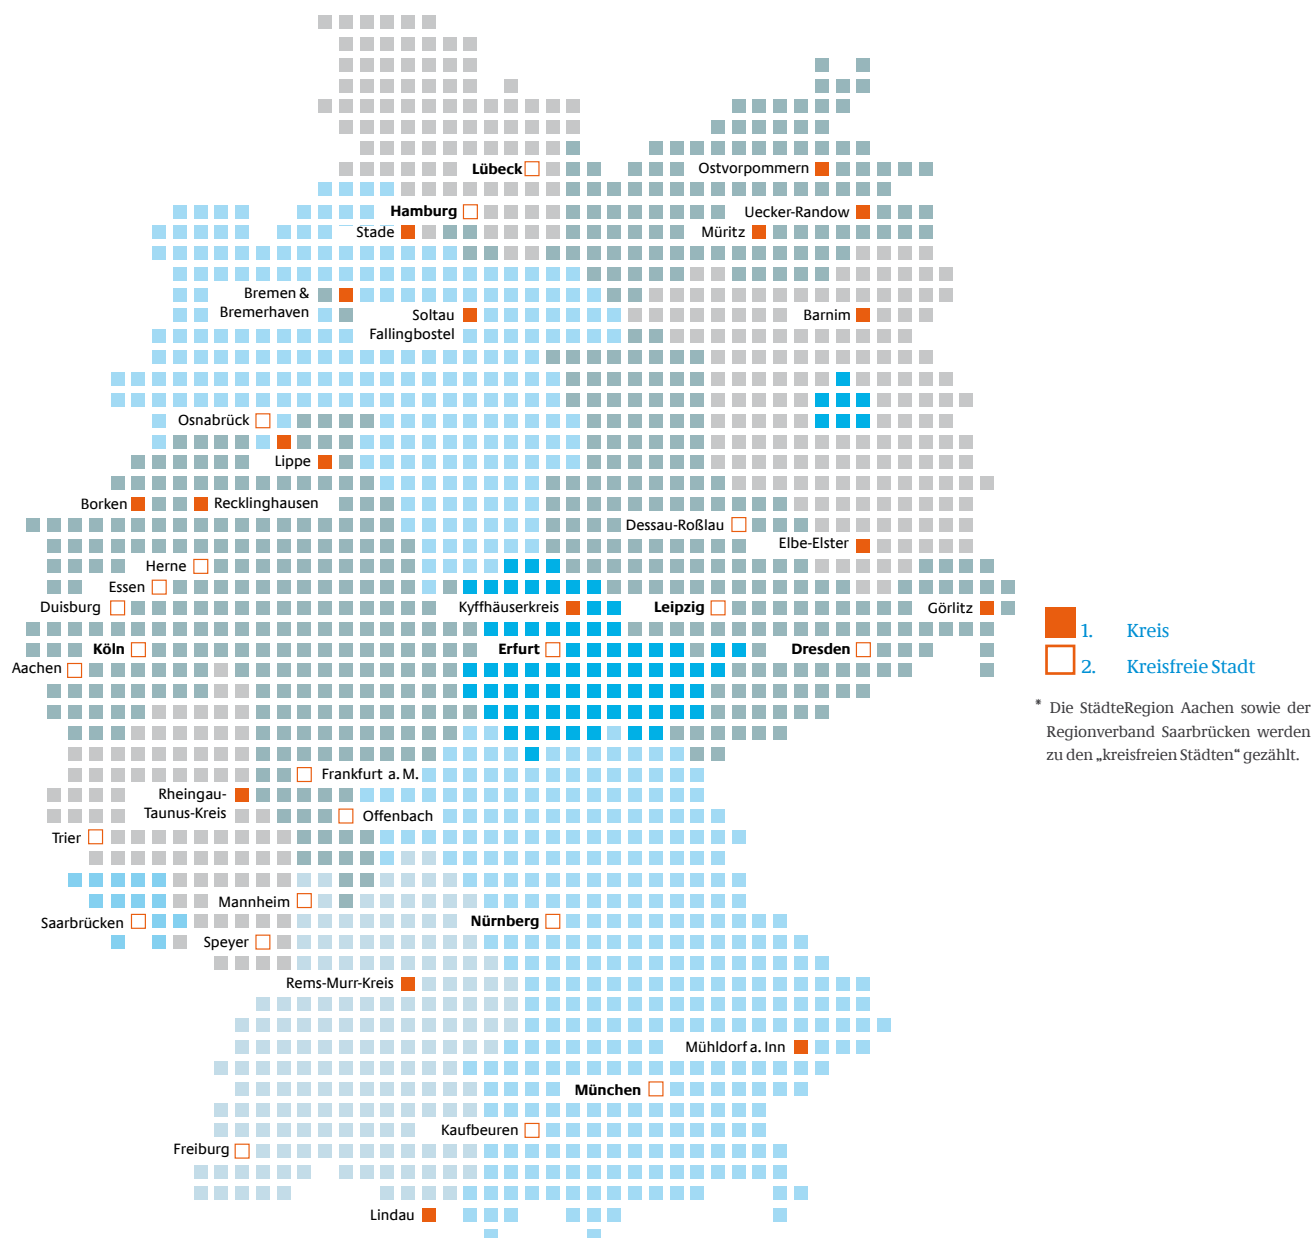 Lübeck
Ostvorpommern
Hamburg
Uecker-Randow
Stade
Müritz
Bremen &
Bremerhaven
Soltau
Fallingbostel
Barnim
Osnabrück
Lippe
Borken
Recklinghausen
Dessau-Roßlau
Elbe-Elster
Herne
Essen
Duisburg
Kyffhäuserkreis
Leipzig
Görlitz
Köln
Erfurt
Dresden
Aachen
1. Kreis
2. Kreisfreie Stadt
* Die StädteRegion Aachen sowie der
Regionverband Saarbrücken werden
zu den „kreisfreien Städten“ gezählt.
Frankfurt a. M.
Rheingau-
Taunus-Kreis
Offenbach
Trier
Mannheim
Saarbrücken
Nürnberg
Speyer
Rems-Murr-Kreis
Mühldorf a. Inn
München
Kaufbeuren
Freiburg
Lindau